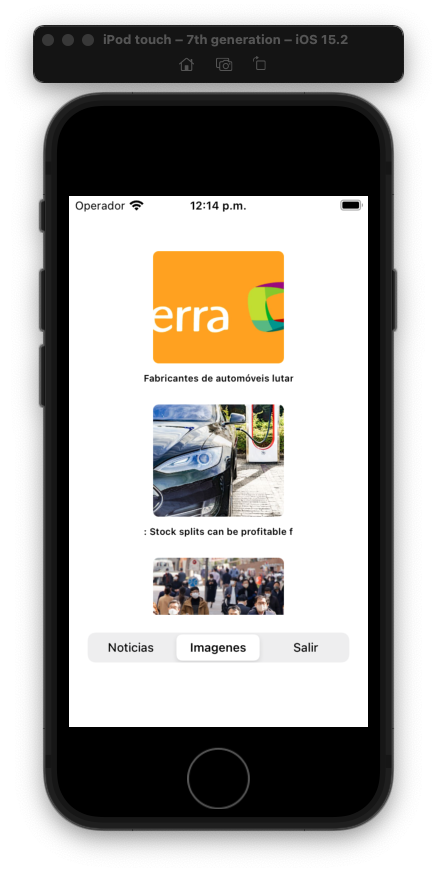 iPod touch – 7th generation – iOS 15.2
Operador 12:14 p.m.
erra
Fabricantes de automóveis lutar
: Stock splits can be profitable f
Noticias Imagenes Salir